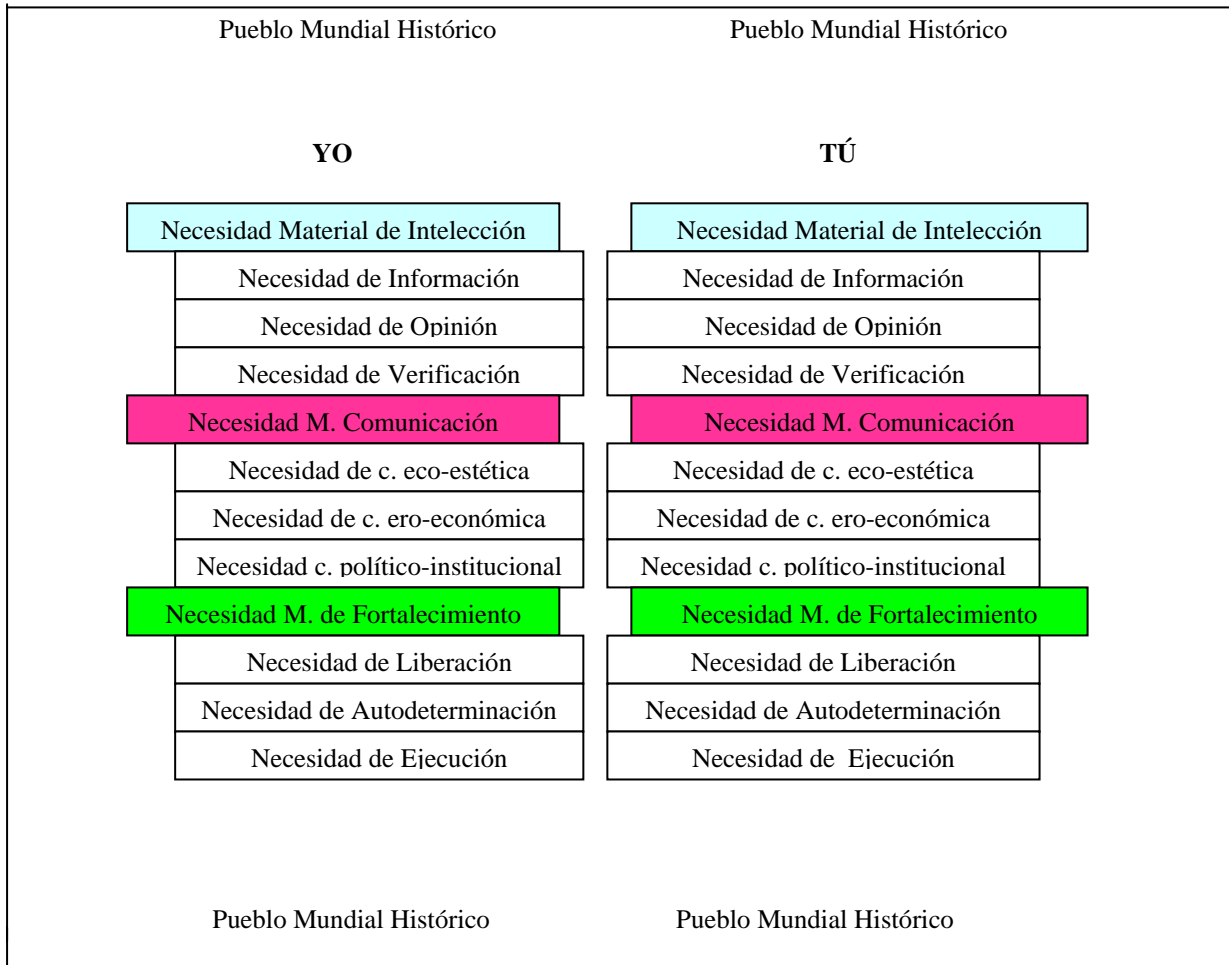 Pueblo Mundial Histórico Pueblo Mundial Histórico
YO TÚ
Necesidad Material de Intelección Necesidad Material de Intelección
Necesidad de Información Necesidad de Información
Necesidad de Opinión Necesidad de Opinión
Necesidad de Verificación Necesidad de Verificación
Necesidad M. Comunicación Necesidad M. Comunicación
Necesidad de c. eco-estética Necesidad de c. eco-estética
Necesidad de c. ero-económica Necesidad de c. ero-económica
Necesidad c. político-institucional Necesidad c. político-institucional
Necesidad M. de Fortalecimiento Necesidad M. de Fortalecimiento
Necesidad de Liberación Necesidad de Liberación
Necesidad de Autodeterminación Necesidad de Autodeterminación
Necesidad de Ejecución Necesidad de Ejecución
Pueblo Mundial Histórico Pueblo Mundial Histórico